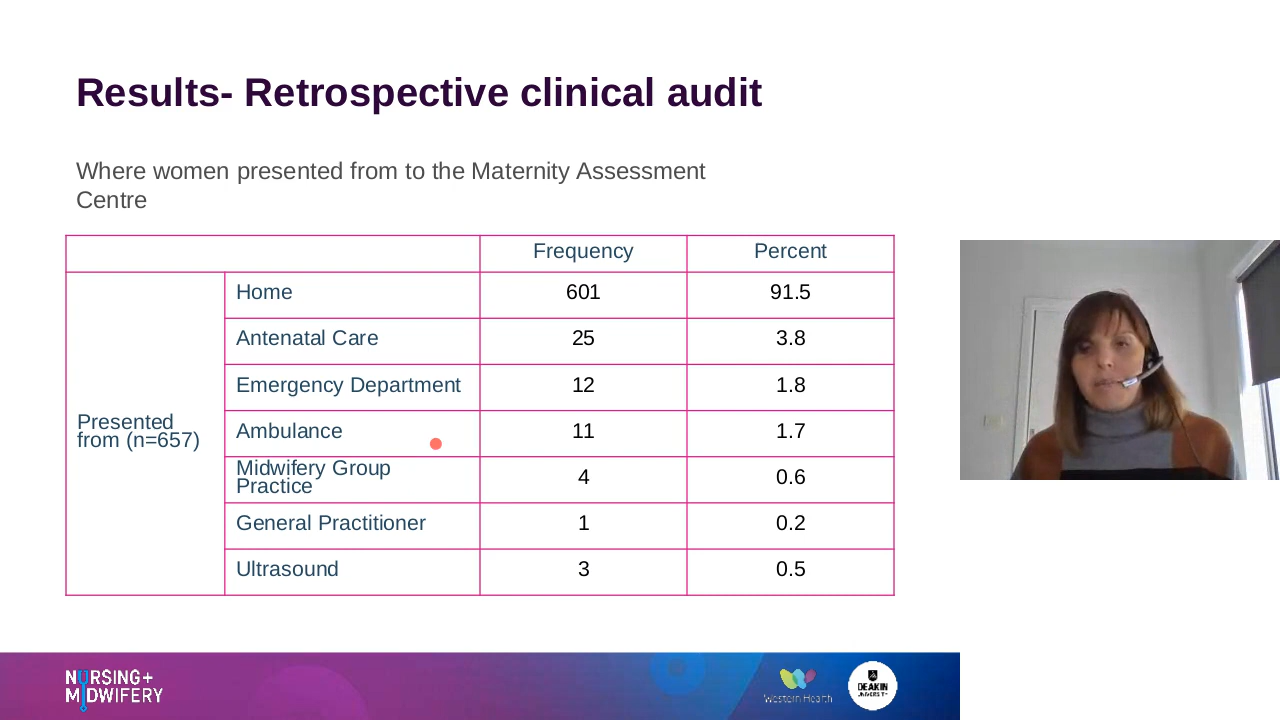 Results- Retrospective clinical audit
Where women presented from to the Maternity Assessment
Centre
Frequency Percent
Home 601 91.5
Antenatal Care 25 3.8
Emergency Department 12 1.8
Presented
from (n=657)
Ambulance 11 1.7
Midwifery Group
Practice 4 0.6
General Practitioner 1 0.2
Ultrasound 3 0.5
NURSING+
MIDWIFERY
Western Health
DEAKIN
UNIVERSITY